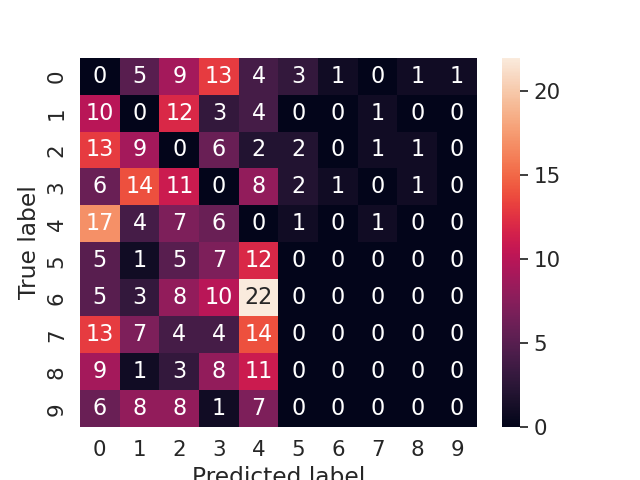 0 0 5 9 13 4 3 1 0 1 1
1 10 0 12 3 4 0 0 1 0 0
2 13 9 0 6 2 2 0 1 1 0
3 6 14 11 0 8 2 1 0 1 0
4 17 4 7 6 0 1 0 1 0 0
5 5 1 5 7 12 0 0 0 0 0
6 5 3 8 10 22 0 0 0 0 0
7 13 7 4 4 14 0 0 0 0 0
8 9 1 3 8 11 0 0 0 0 0
9 6 8 8 1 7 0 0 0 0 0
0 1 2 3 4 5 6 7 8 9
Predicted label
True label
20
15
10
5
0